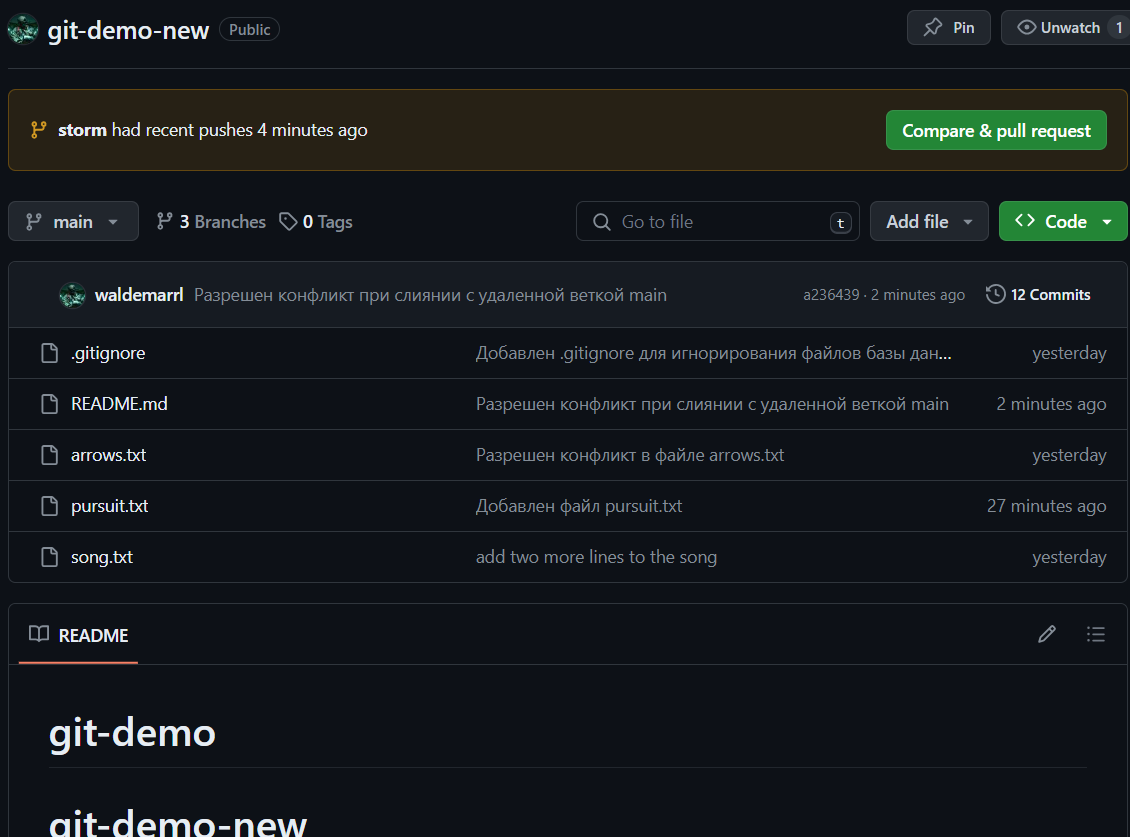 git-demo-new Public Pin Unwatch 1
storm had recent pushes 4 minutes ago Compare & pull request
main 3 Branches 0 Tags Go to file t Add file Code
waldemarrl Разрешен конфликт при слиянии с удаленной веткой main a236439 · 2 minutes ago 12 Commits
.gitignore Добавлен .gitignore для игнорирования файлов базы дан... yesterday
README.md Разрешен конфликт при слиянии с удаленной веткой main 2 minutes ago
arrows.txt Разрешен конфликт в файле arrows.txt yesterday
pursuit.txt Добавлен файл pursuit.txt 27 minutes ago
song.txt add two more lines to the song yesterday
README
git-demo
git-demo-new